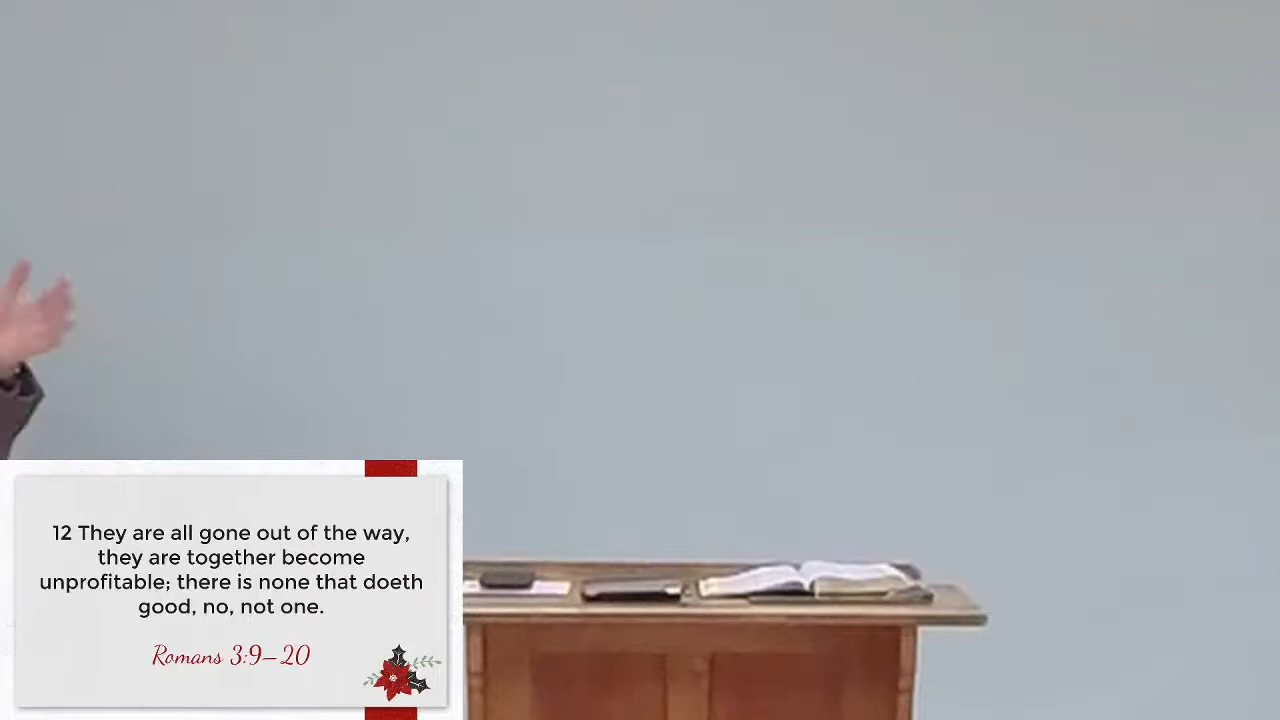 12 They are all gone out of the way,
they are together become
unprofitable; there is none that doeth
good, no, not one.
Romans 3:9–20